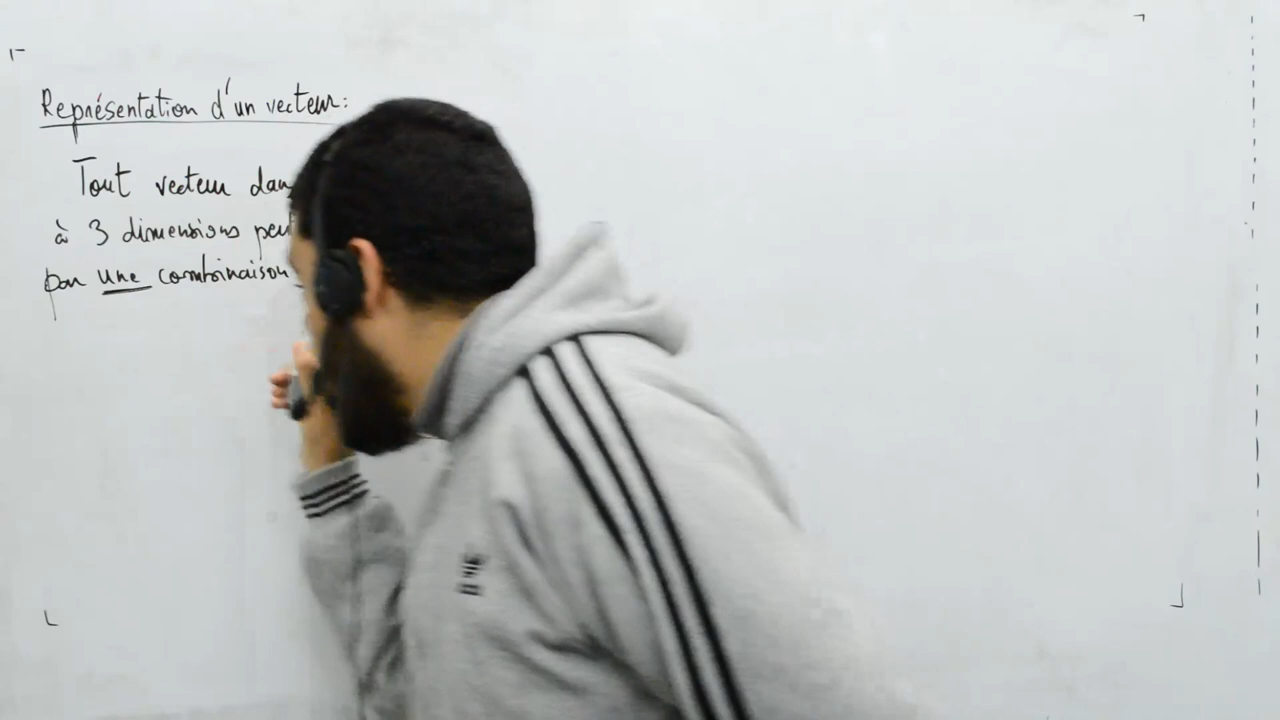 Représentation d'un vecteur:
Tout vecteur dan
à 3 dimensions peu
par une combinaison